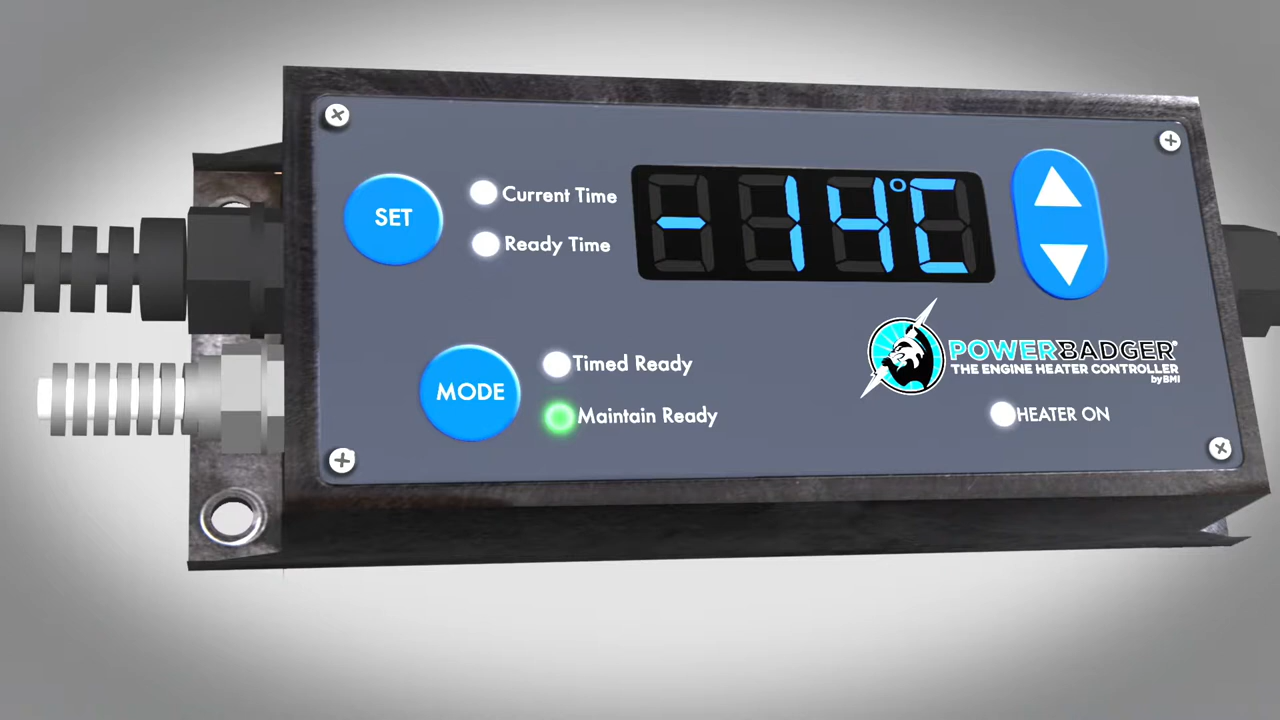 SET
Current Time
Ready Time
-14°C
MODE
Timed Ready
Maintain Ready
POWERBADGER®
THE ENGINE HEATER CONTROLLER
by BMI
HEATER ON